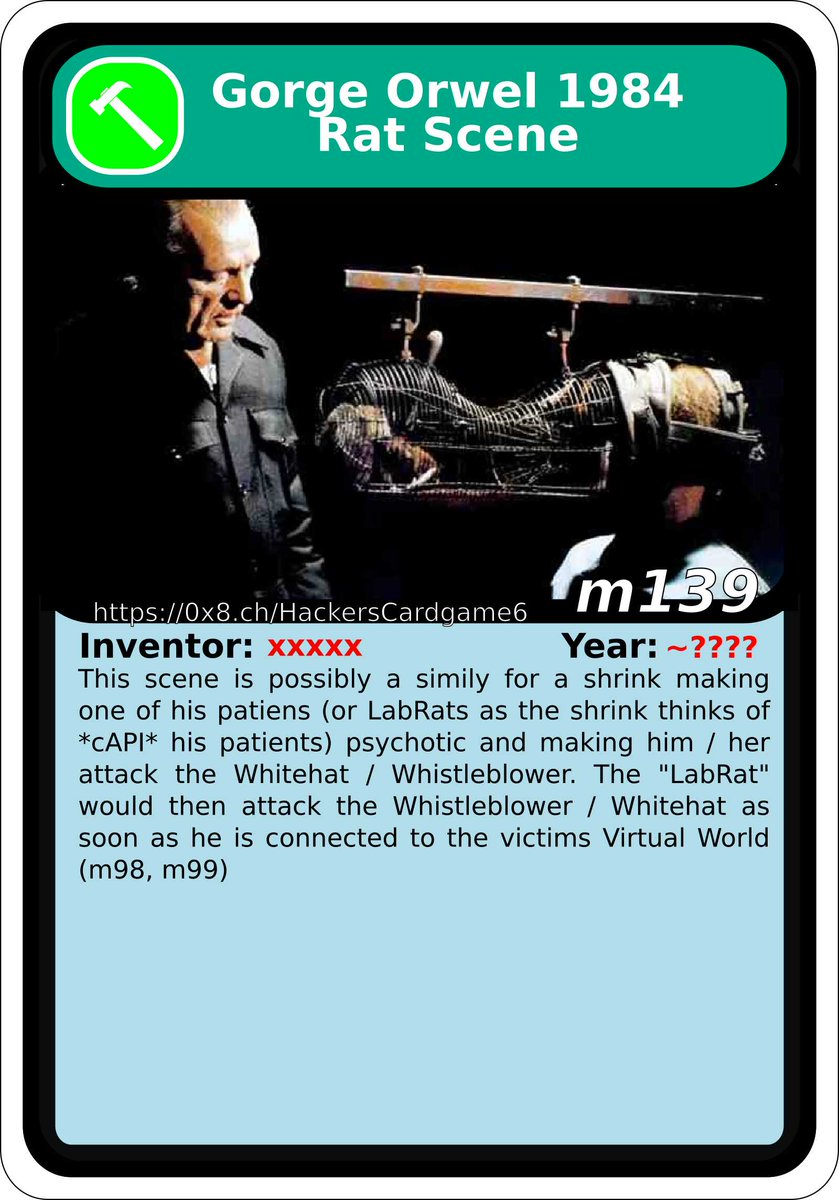 Gorge Orwel 1984
Rat Scene
https://0x8.ch/HackersCardgame6
m139
Inventor: xxxxx Year: ~????
This scene is possibly a simily for a shrink making
one of his patiens (or LabRats as the shrink thinks of
*cAPI* his patients) psychotic and making him / her
attack the Whitehat / Whistleblower. The "LabRat"
would then attack the Whistleblower / Whitehat as
soon as he is connected to the victims Virtual World
(m98, m99)